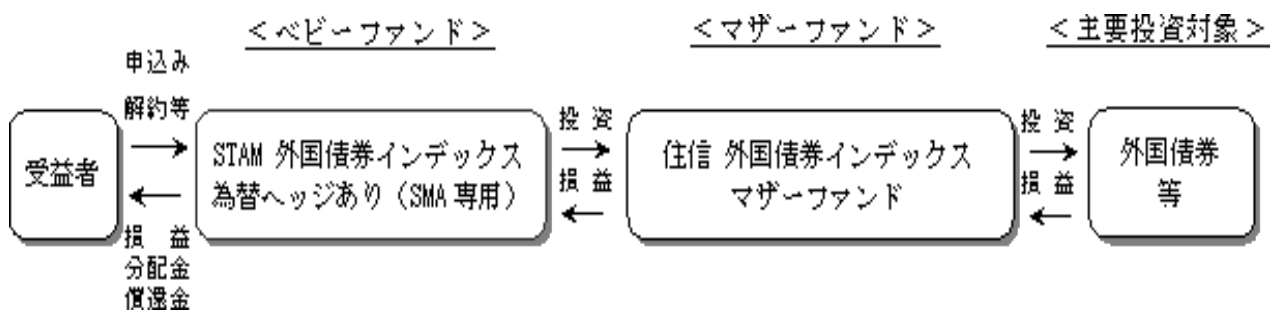 ＜ベビーファンド＞
＜マザーファンド＞
＜主要投資対象＞
申込み
解約等
受益者
損 益
分配金
償還金
STAM 外国債券インデックス
為替ヘッジあり（SMA 専用）
投 資
損 益
住信 外国債券インデックス
マザーファンド
投 資
損 益
外国債券
等